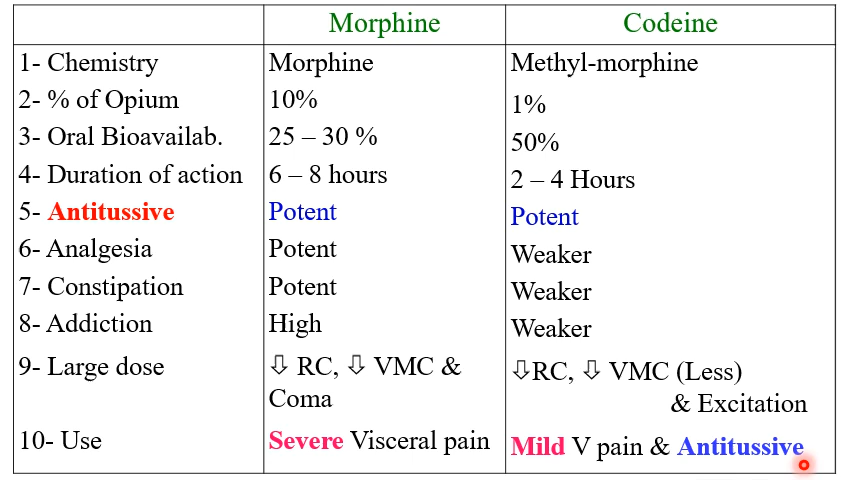 Morphine Codeine
1- Chemistry Morphine Methyl-morphine
2- % of Opium 10% 1%
3- Oral Bioavailab. 25 – 30 % 50%
4- Duration of action 6 – 8 hours 2 – 4 Hours
5- Antitussive Potent Potent
6- Analgesia Potent Weaker
7- Constipation Potent Weaker
8- Addiction High Weaker
9- Large dose ⇩ RC, ⇩ VMC & ⇩RC, ⇩ VMC (Less)
Coma & Excitation
10- Use Severe Visceral pain Mild V pain & Antitussive